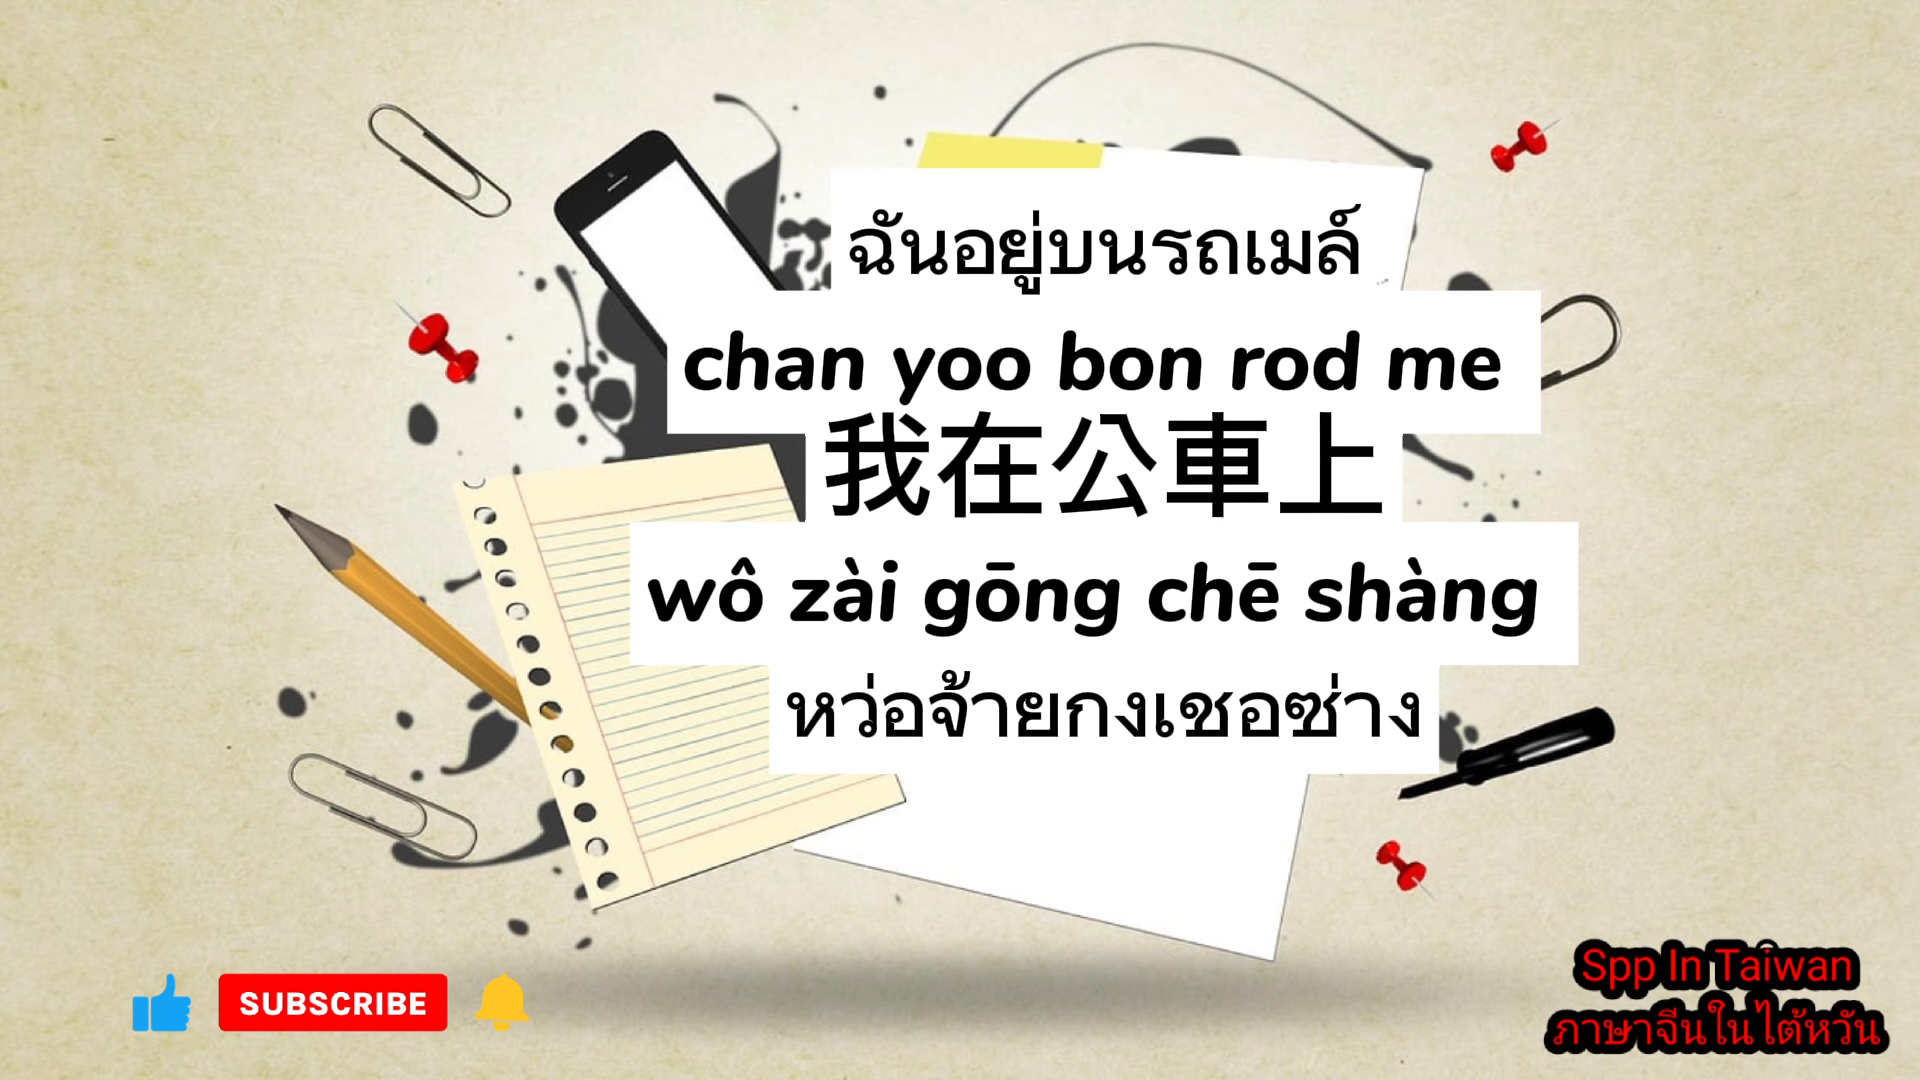 ฉันอยู่บนรถเมล์
chan yoo bon rod me
我在公車上
wô zài gōng chē shàng
หว่อจ้ายกงเชอซ่าง
SUBSCRIBE
Spp In Taiwan
ภาษาจีนในไต้หวัน